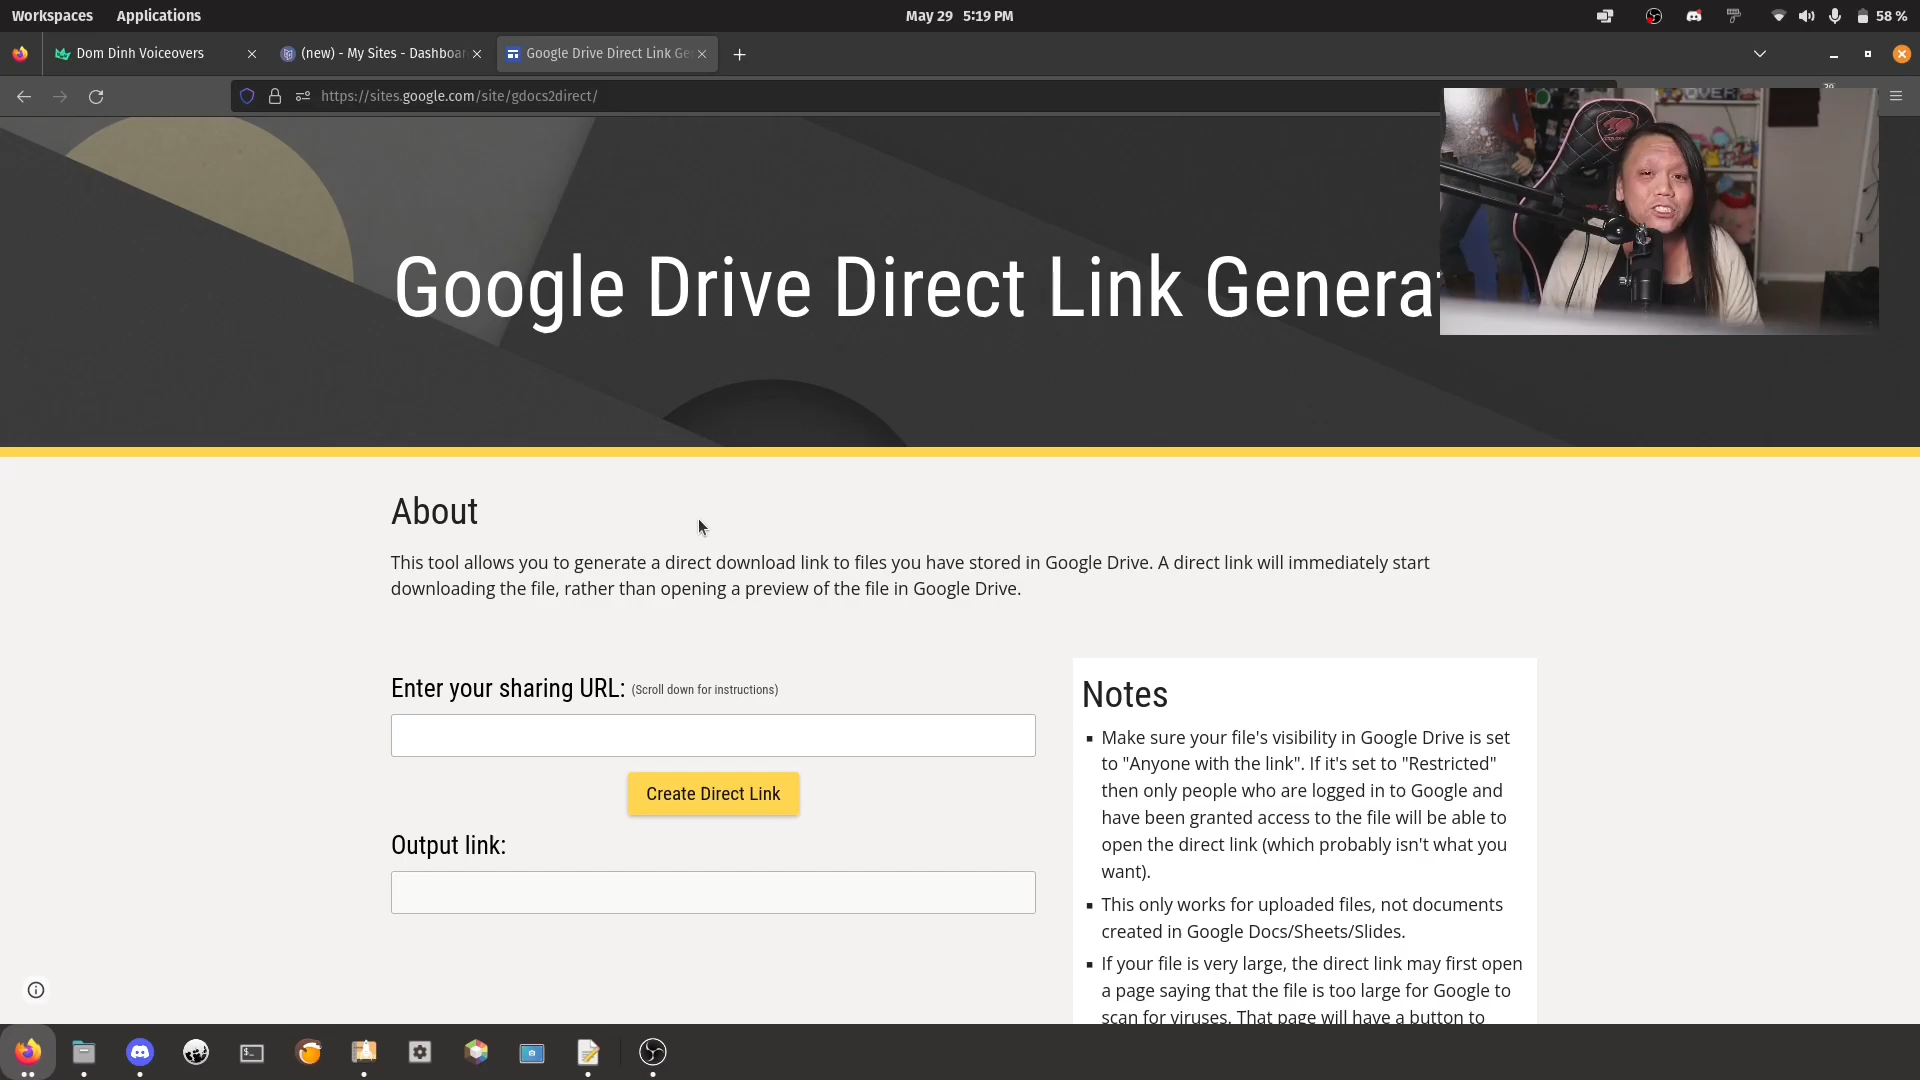 Workspaces Applications May 29 5:19 PM 58 %
Dom Dinh Voiceovers (new) - My Sites - Dashboar Google Drive Direct Link Ge
https://sites.google.com/site/gdocs2direct/
Google Drive Direct Link Genera
About
This tool allows you to generate a direct download link to files you have stored in Google Drive. A direct link will immediately start
downloading the file, rather than opening a preview of the file in Google Drive.
Enter your sharing URL: (Scroll down for instructions)
Create Direct Link
Output link:
Notes
Make sure your file's visibility in Google Drive is set
to "Anyone with the link". If it's set to "Restricted"
then only people who are logged in to Google and
have been granted access to the file will be able to
open the direct link (which probably isn't what you
want).
This only works for uploaded files, not documents
created in Google Docs/Sheets/Slides.
If your file is very large, the direct link may first open
a page saying that the file is too large for Google to
scan for viruses. That page will have a button to